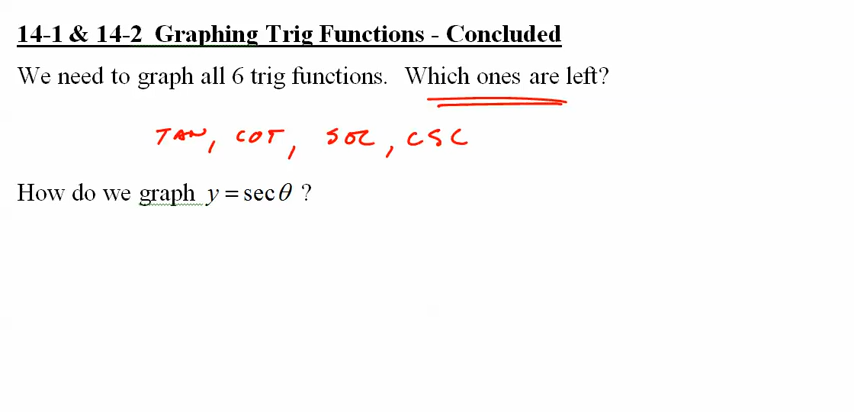 14-1 & 14-2 Graphing Trig Functions - Concluded
We need to graph all 6 trig functions. Which ones are left?
TAN, COT, SEC, CSC
How do we graph y = sec θ ?